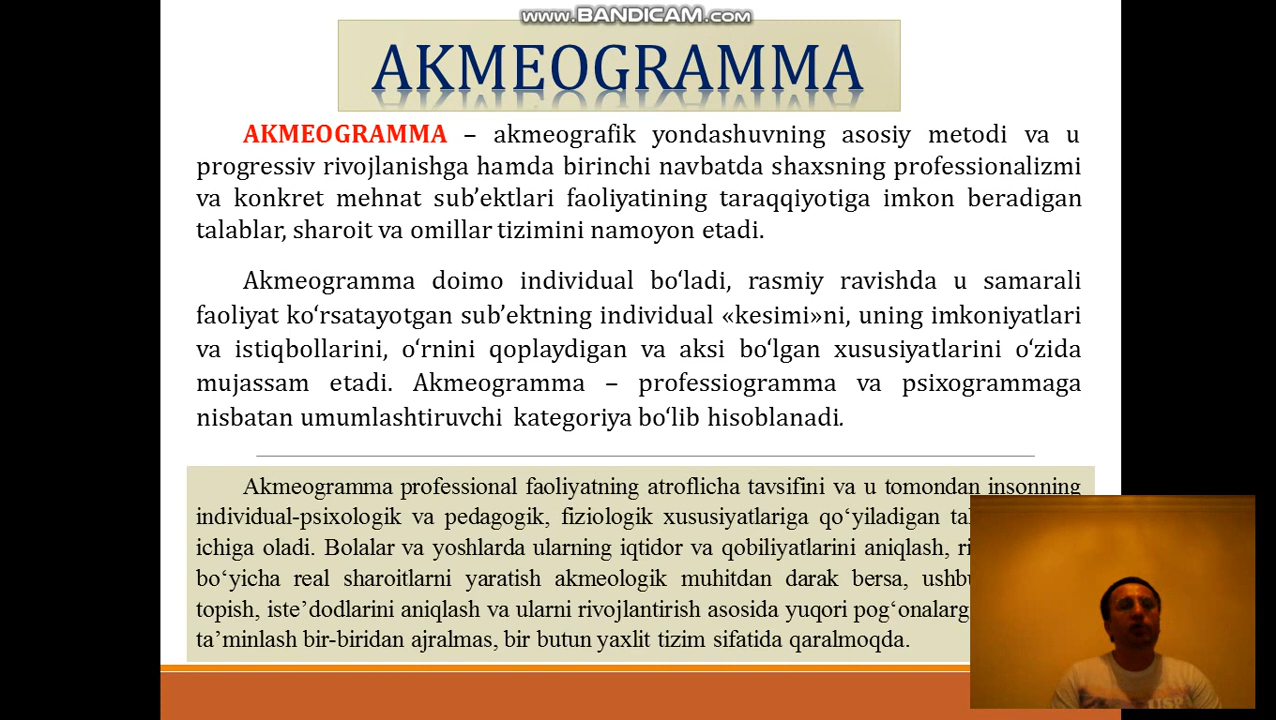 www.BANDICAM.com
AKMEOGRAMMA
AKMEOGRAMMA – akmeografik yondashuvning asosiy metodi va u
progressiv rivojlanishga hamda birinchi navbatda shaxsning professionalizmi
va konkret mehnat sub’ektlari faoliyatining taraqqiyotiga imkon beradigan
talablar, sharoit va omillar tizimini namoyon etadi.
Akmeogramma doimo individual bo‘ladi, rasmiy ravishda u samarali
faoliyat ko‘rsatayotgan sub’ektning individual «kesimi»ni, uning imkoniyatlari
va istiqbollarini, o‘rnini qoplaydigan va aksi bo‘lgan xususiyatlarini o‘zida
mujassam etadi. Akmeogramma – professiogramma va psixogrammaga
nisbatan umumlashtiruvchi kategoriya bo‘lib hisoblanadi.
Akmeogramma professional faoliyatning atroflicha tavsifini va u tomondan insonning
individual-psixologik va pedagogik, fiziologik xususiyatlariga qo‘yiladigan
ichiga oladi. Bolalar va yoshlarda ularning iqtidor va qobiliyatlarini aniqlash,
bo‘yicha real sharoitlarni yaratish akmeologik muhitdan darak bersa,
topish, iste’dodlarini aniqlash va ularni rivojlantirish asosida yuqori
ta’minlash bir-biridan ajralmas, bir butun yaxlit tizim sifatida qaralmoqda.